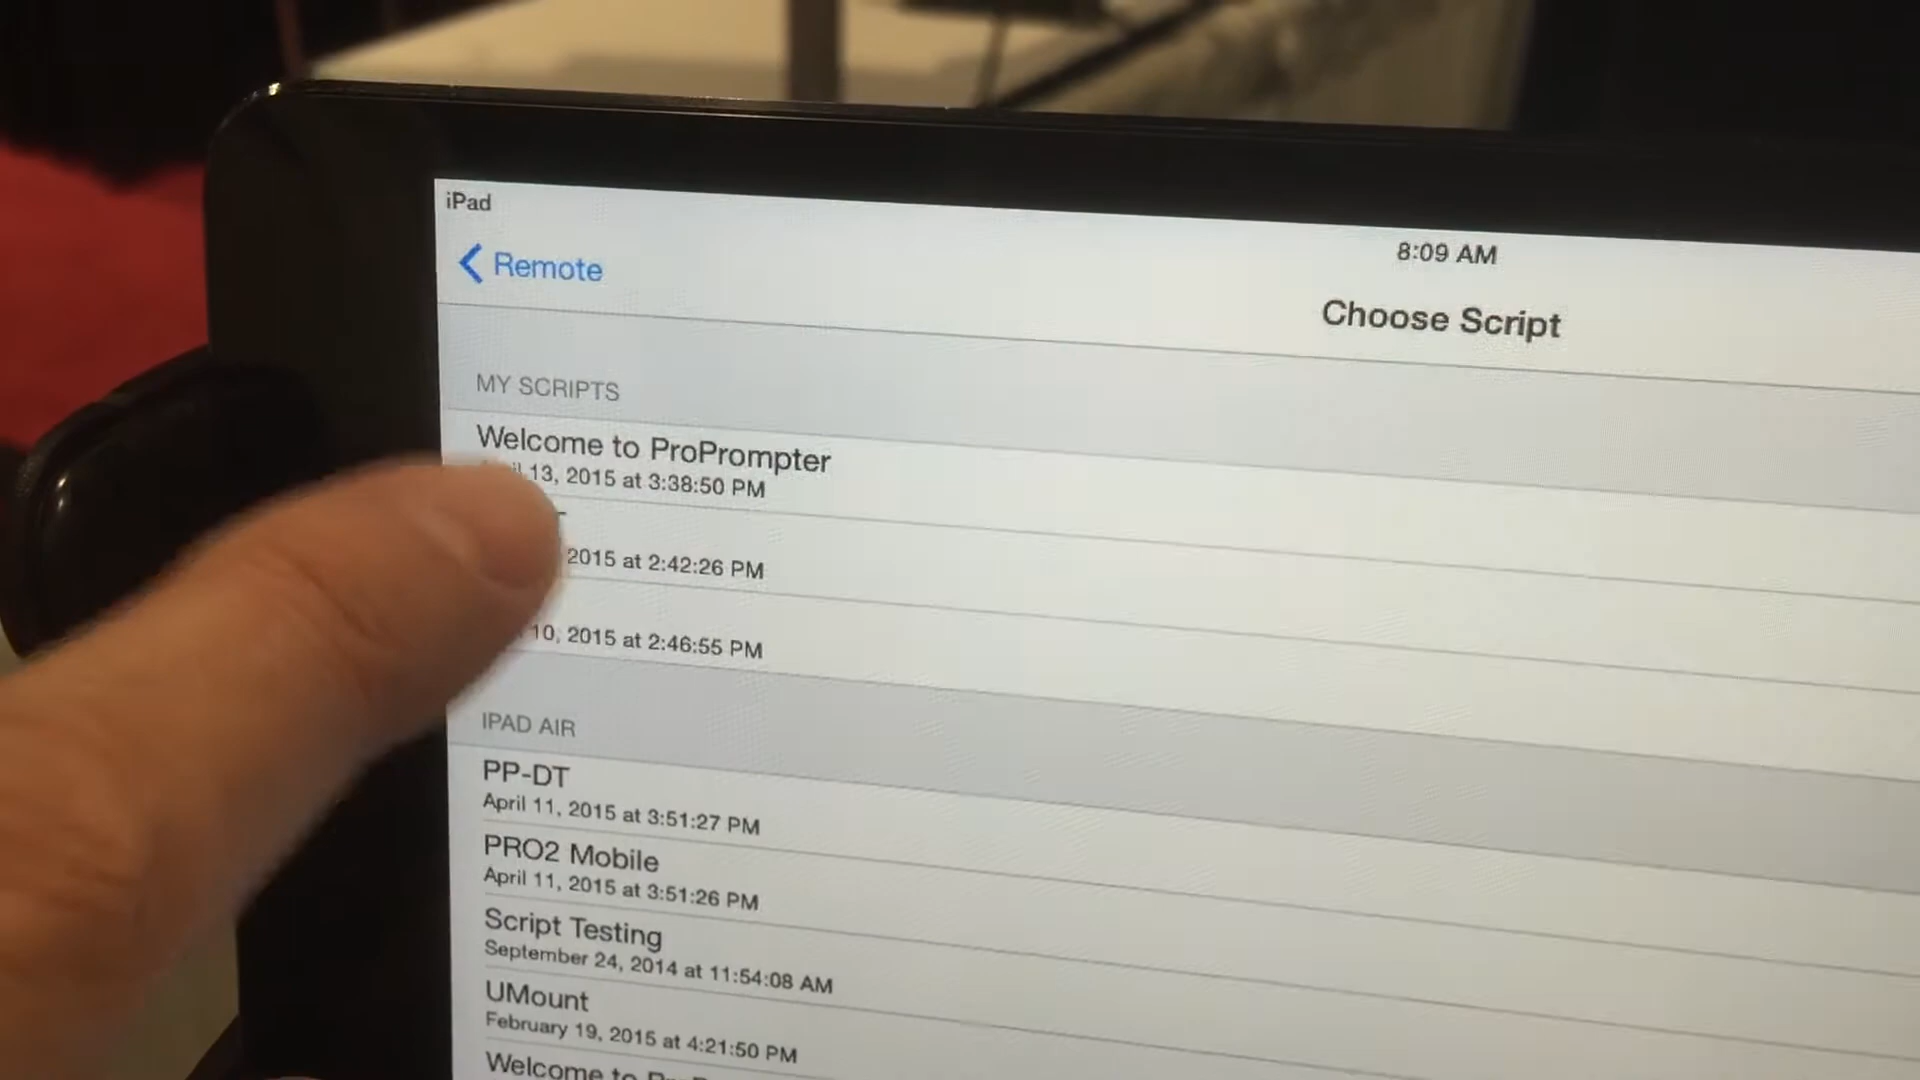 iPad
8:09 AM
Remote
Choose Script
MY SCRIPTS
Welcome to ProPrompter
13, 2015 at 3:38:50 PM
2015 at 2:42:26 PM
10, 2015 at 2:46:55 PM
IPAD AIR
PP-DT
April 11, 2015 at 3:51:27 PM
PRO2 Mobile
April 11, 2015 at 3:51:26 PM
Script Testing
September 24, 2014 at 11:54:08 AM
UMount
February 19, 2015 at 4:21:50 PM
Welcome to